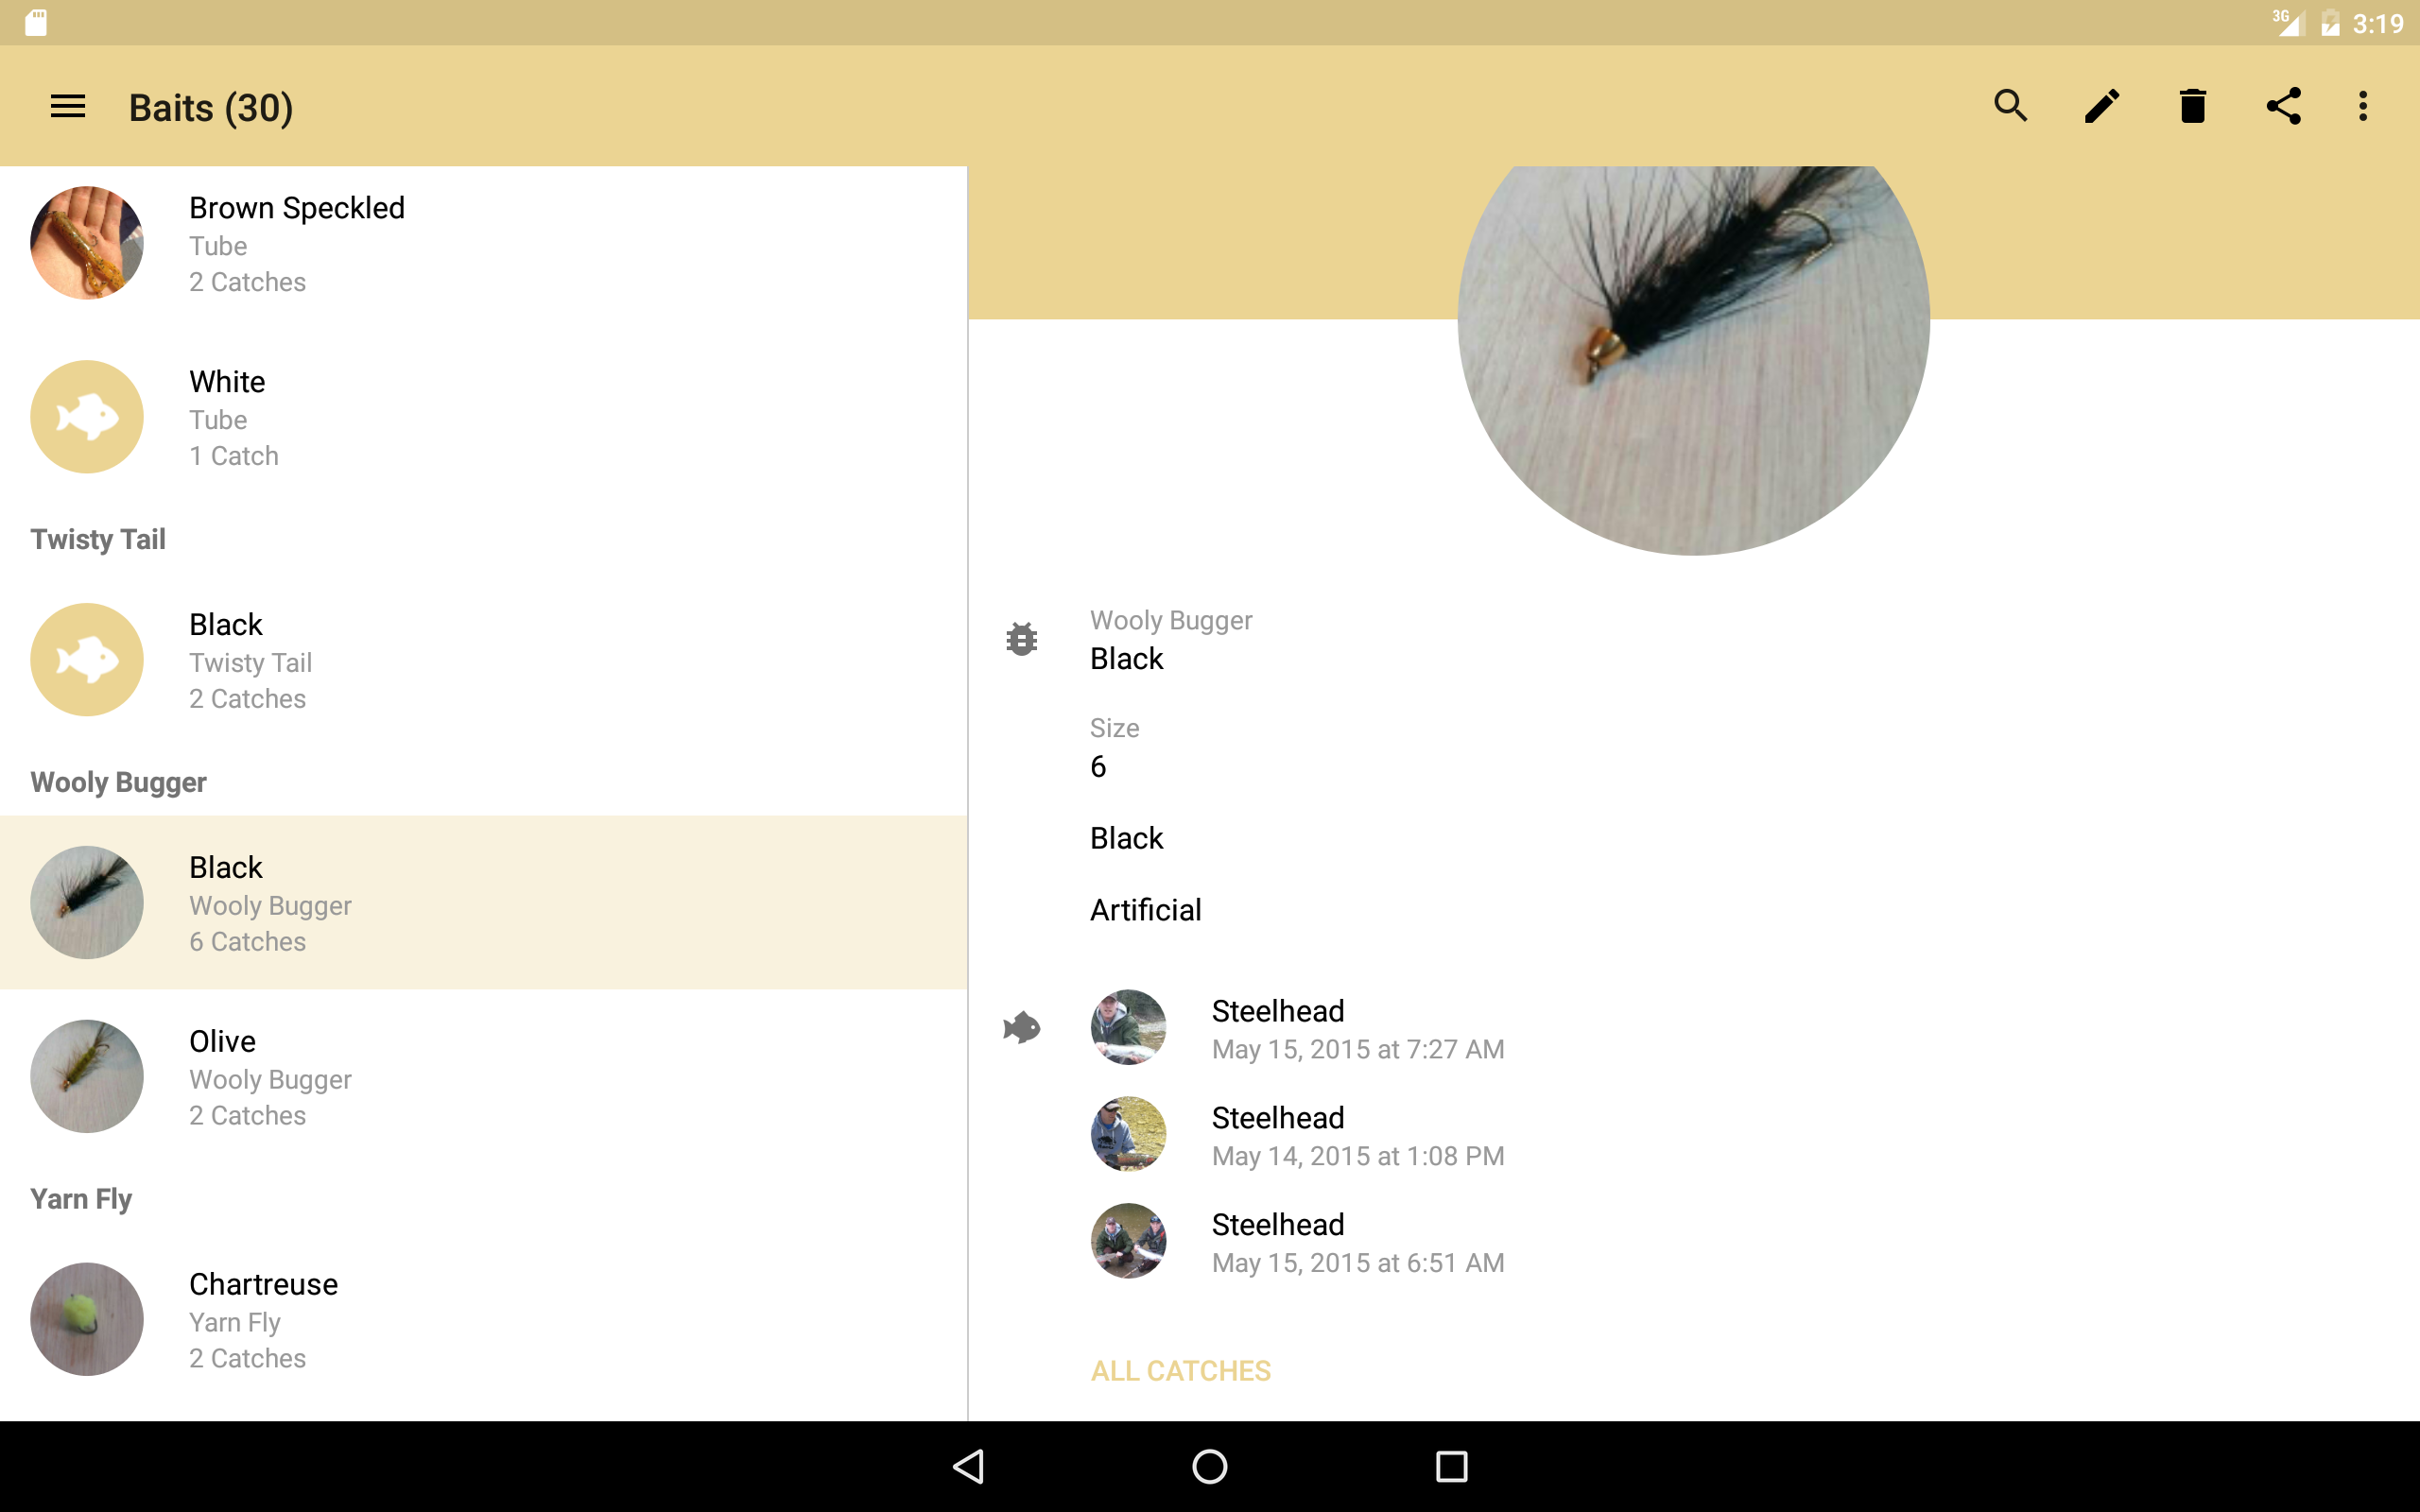 3G 3:19
Baits (30)
Brown Speckled
Tube
2 Catches
White
Tube
1 Catch
Twisty Tail
Black
Twisty Tail
2 Catches
Wooly Bugger
Black
Wooly Bugger
6 Catches
Olive
Wooly Bugger
2 Catches
Yarn Fly
Chartreuse
Yarn Fly
2 Catches
Wooly Bugger
Black
Size
6
Black
Artificial
Steelhead
May 15, 2015 at 7:27 AM
Steelhead
May 14, 2015 at 1:08 PM
Steelhead
May 15, 2015 at 6:51 AM
ALL CATCHES